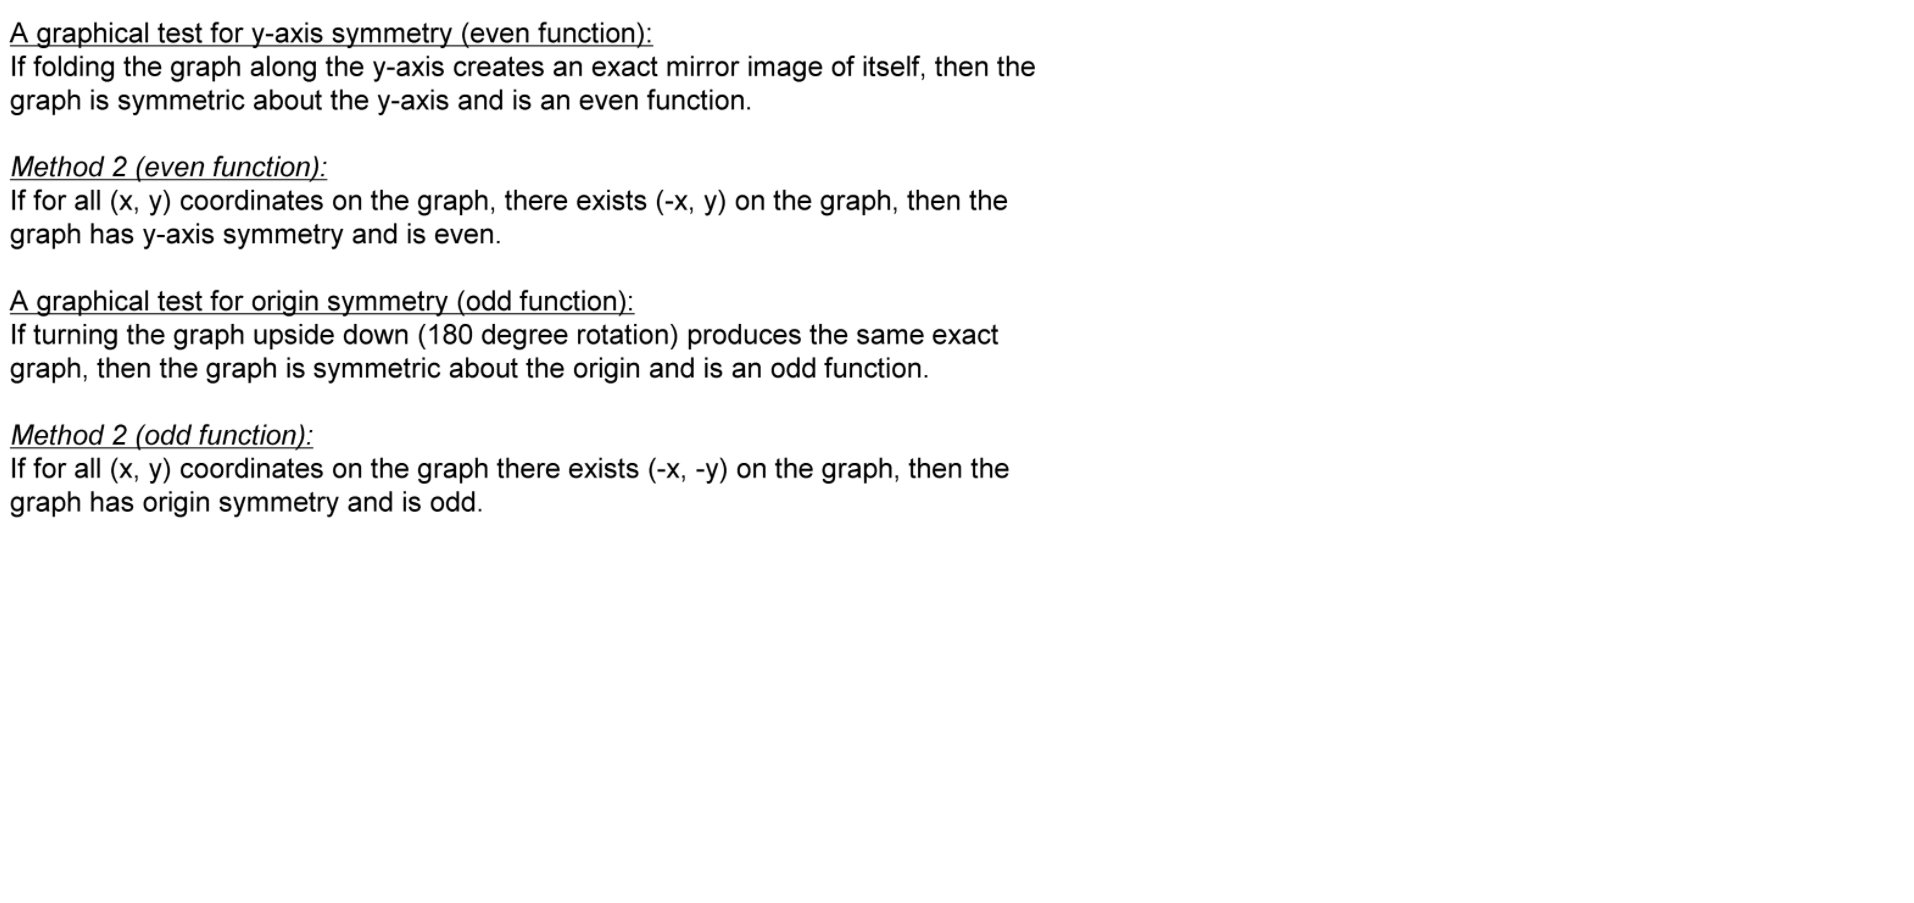 A graphical test for y-axis symmetry (even function):
If folding the graph along the y-axis creates an exact mirror image of itself, then the
graph is symmetric about the y-axis and is an even function.
Method 2 (even function):
If for all (x, y) coordinates on the graph, there exists (-x, y) on the graph, then the
graph has y-axis symmetry and is even.
A graphical test for origin symmetry (odd function):
If turning the graph upside down (180 degree rotation) produces the same exact
graph, then the graph is symmetric about the origin and is an odd function.
Method 2 (odd function):
If for all (x, y) coordinates on the graph there exists (-x, -y) on the graph, then the
graph has origin symmetry and is odd.